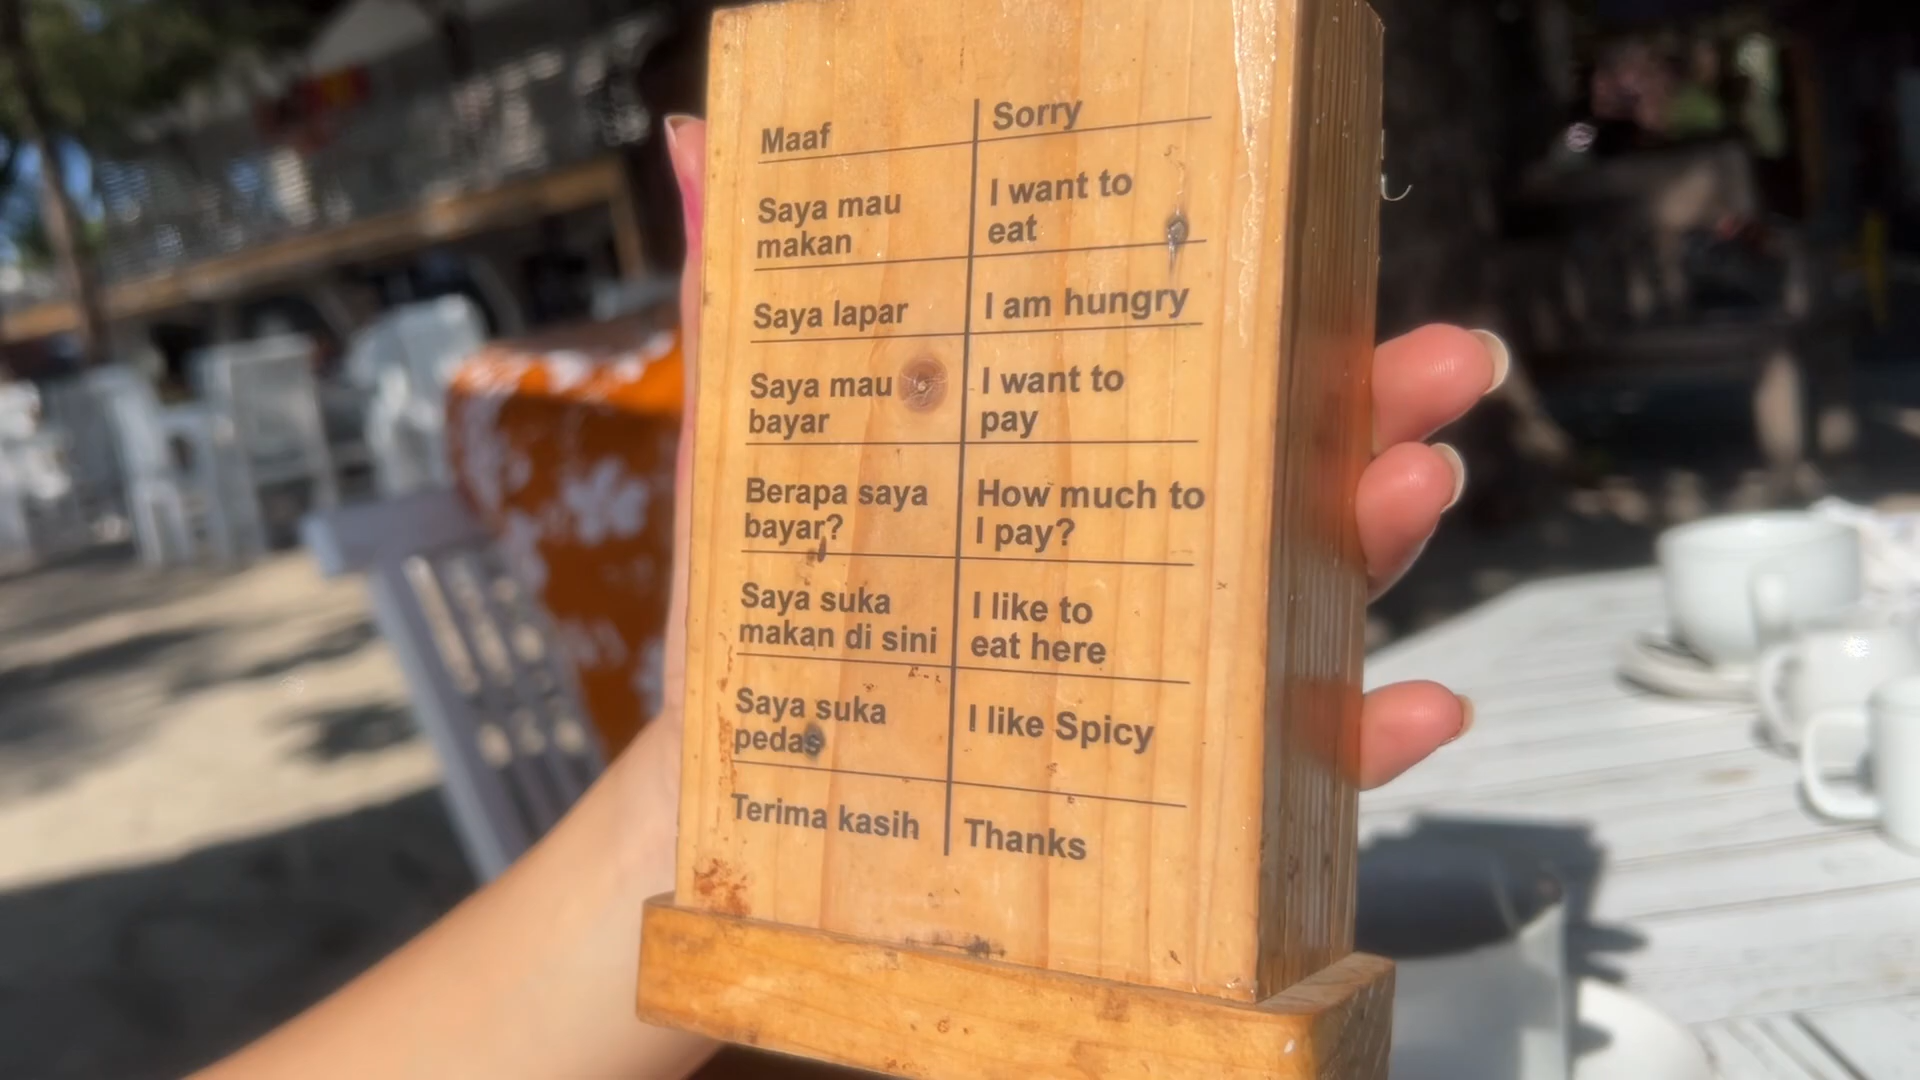 Maaf
Sorry
Saya mau
makan
I want to
eat
Saya lapar
I am hungry
Saya mau
bayar
I want to
pay
Berapa saya
bayar?
How much to
I pay?
Saya suka
makan di sini
I like to
eat here
Saya suka
pedas
I like Spicy
Terima kasih
Thanks